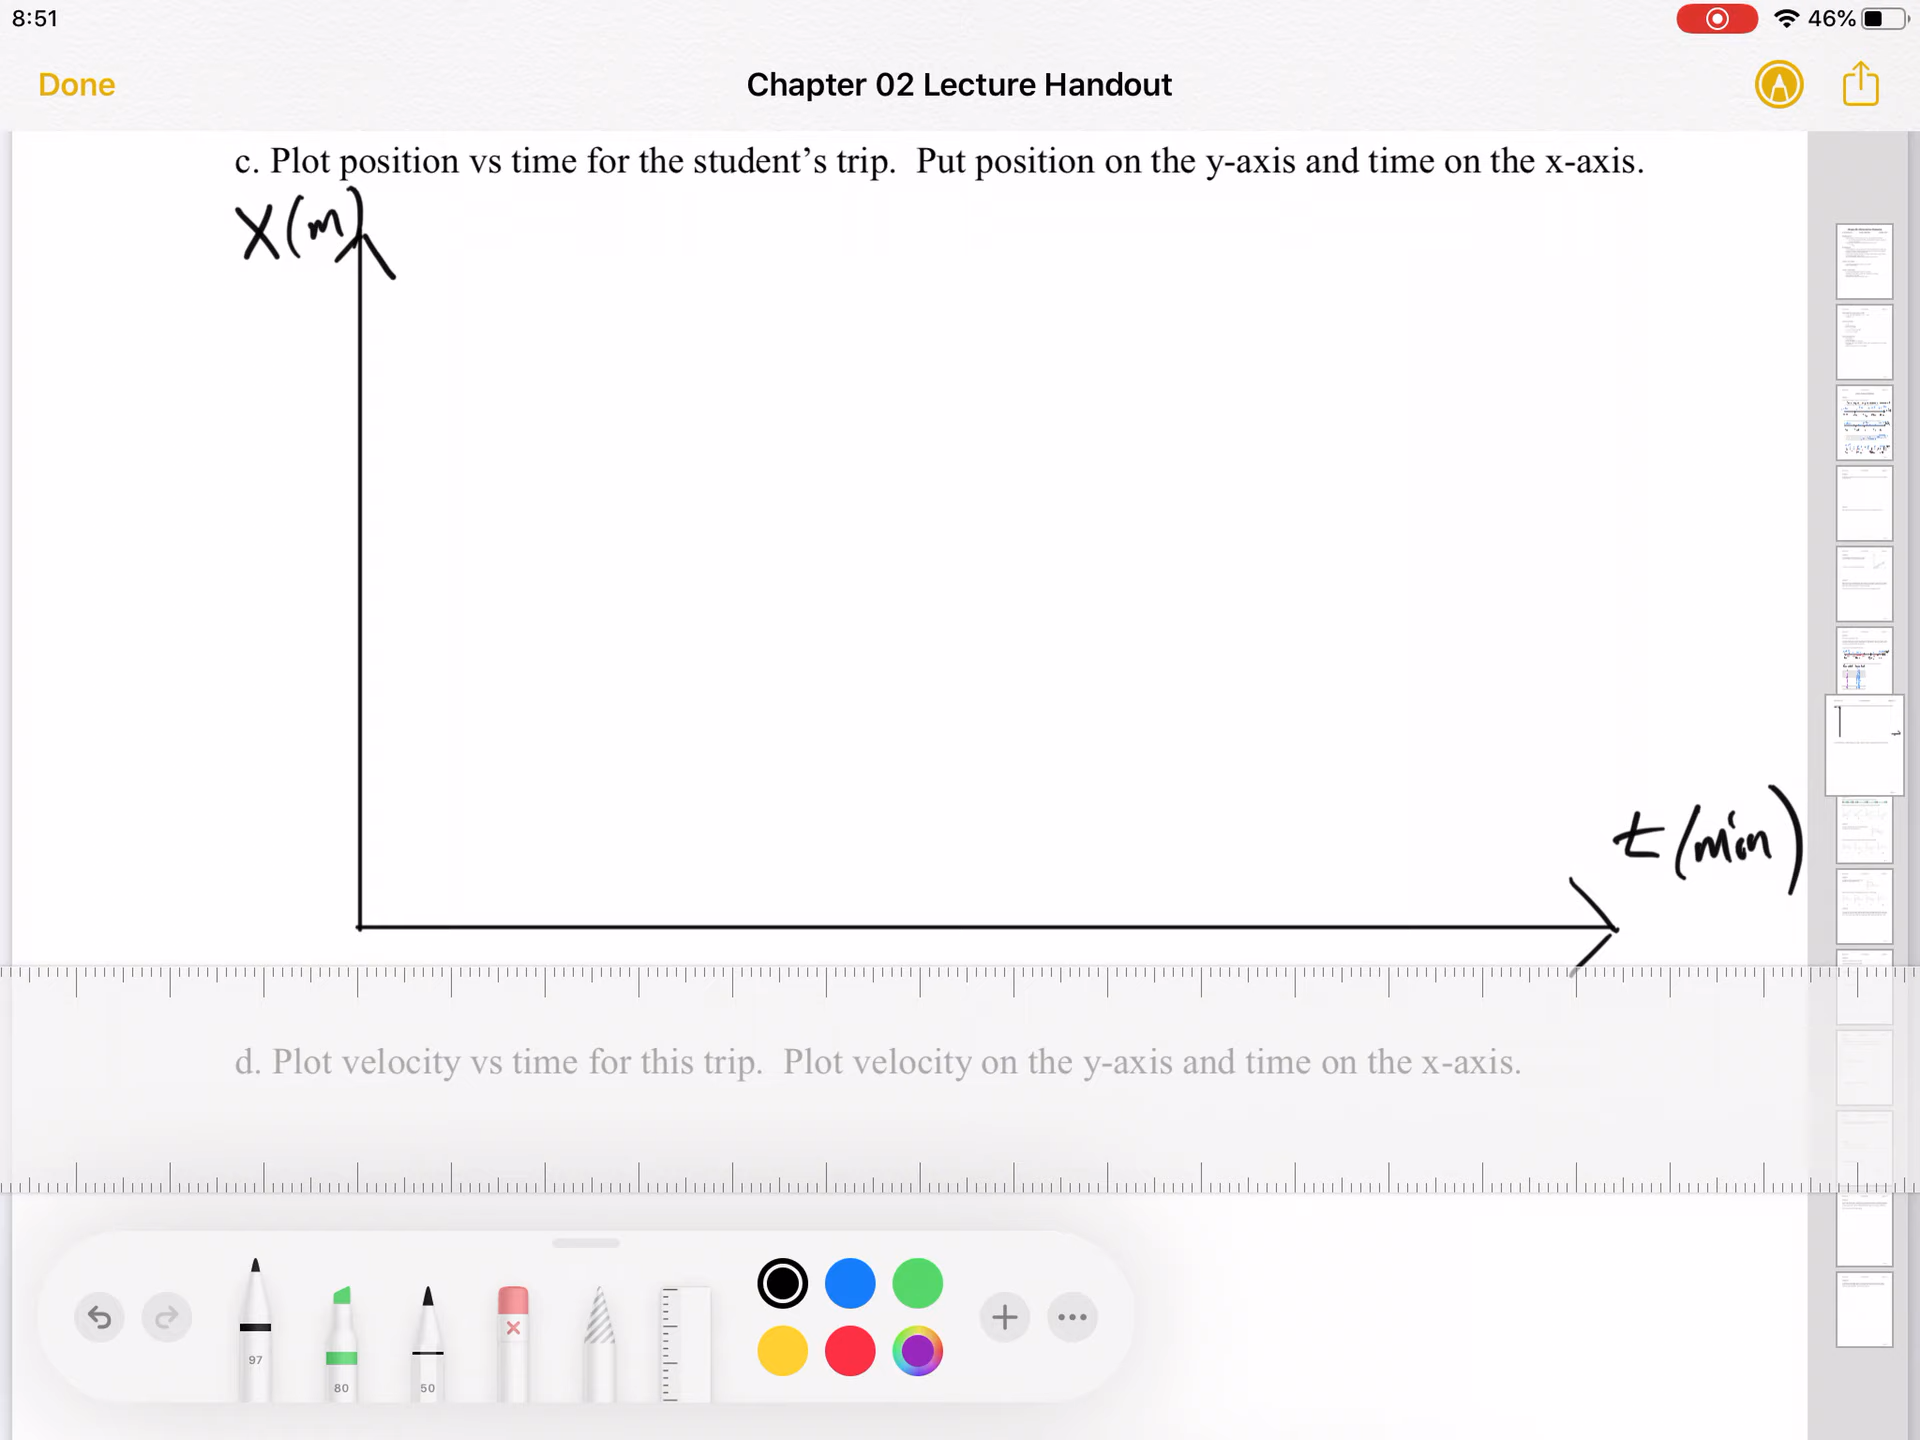 8:51
46%
Done
Chapter 02 Lecture Handout
c. Plot position vs time for the student's trip.  Put position on the y-axis and time on the x-axis.
X(m)
t(min)
d. Plot velocity vs time for this trip.  Plot velocity on the y-axis and time on the x-axis.
97
80
50